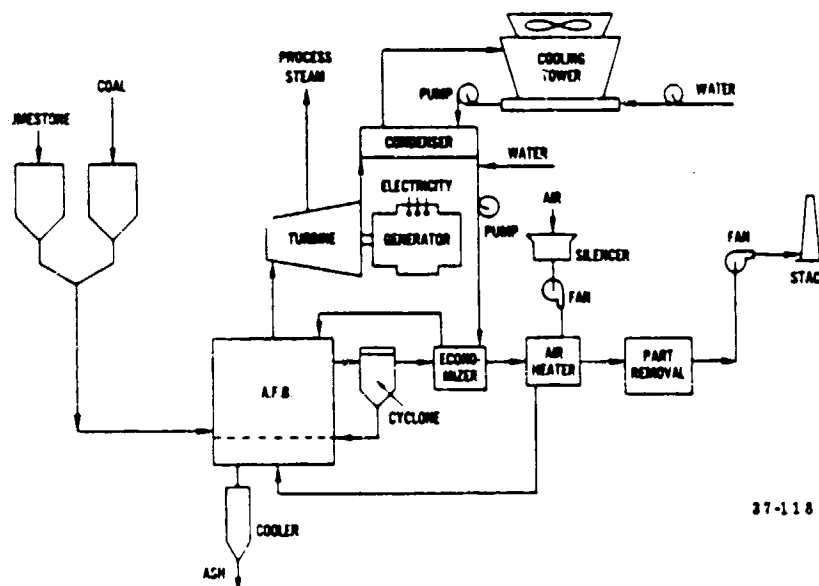 PROCESS
STEAM
COOLING
TOWER
COAL
PUMP
WATER
LIMESTONE
CONDENSER
WATER
ELECTRICITY
AIR
TURBINE
GENERATOR
PUMP
SILENCER
FAN
FAN
STAC
ECONO-
MIZER
AIR
HEATER
PART
REMOVAL
A.F.B.
CYCLONE
COOLER
ASH
37-118